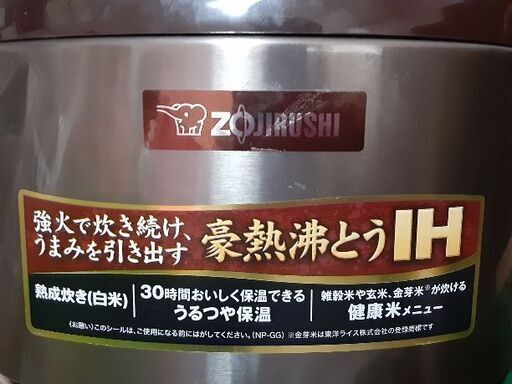 ZOJIRUSHI
強火で炊き続け、
うまみを引き出す
豪熱沸とうIH
熟成炊き(白米)
30時間おいしく保温できる
うるつや保温
雑穀米や玄米、金芽米※が炊ける
健康米メニュー
(お願い)このシールは、ご使用になる前にはがしてください。(NP-GG) ※金芽米は東洋ライス株式会社の登録商標です